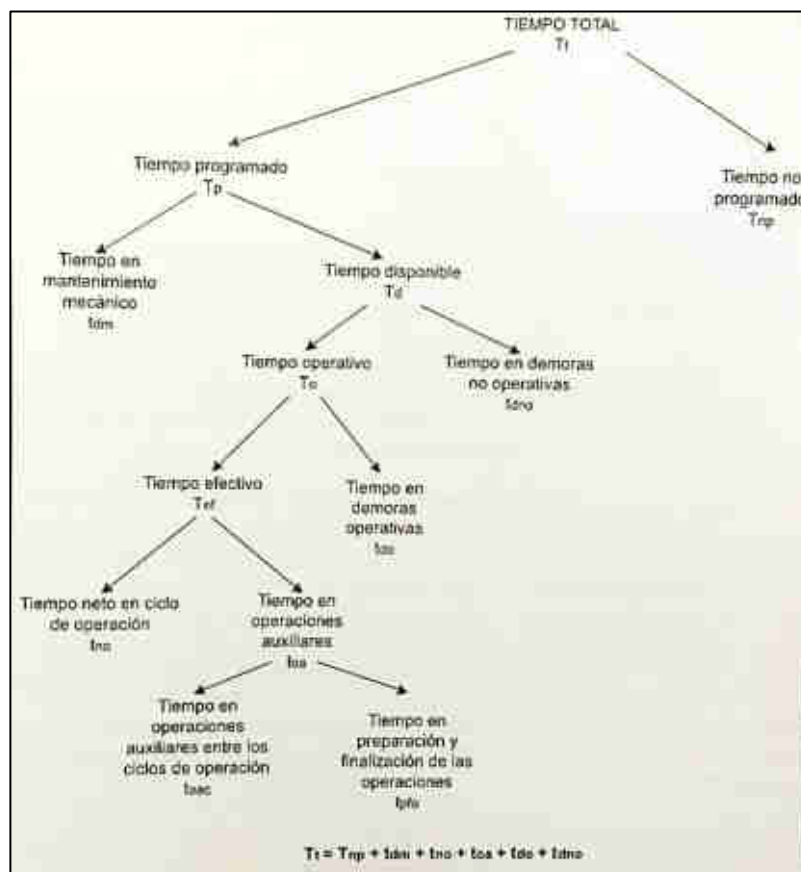 TIEMPO TOTAL
Tt
Tiempo programado
Tp
Tiempo no
programado
Tnp
Tiempo en
mantenimiento
mecánico
tdm
Tiempo disponible
Td
Tiempo operativo
To
Tiempo en demoras
no operativas
tdno
Tiempo efectivo
Tef
Tiempo en
demoras
operativas
tdo
Tiempo neto en ciclo
de operación
tno
Tiempo en
operaciones
auxiliares
toa
Tiempo en
operaciones
auxiliares entre los
ciclos de operación
toac
Tiempo en
preparación y
finalización de las
operaciones
tpfo
Tt = Tnp + tdm + tno + toa + tdo + tdno